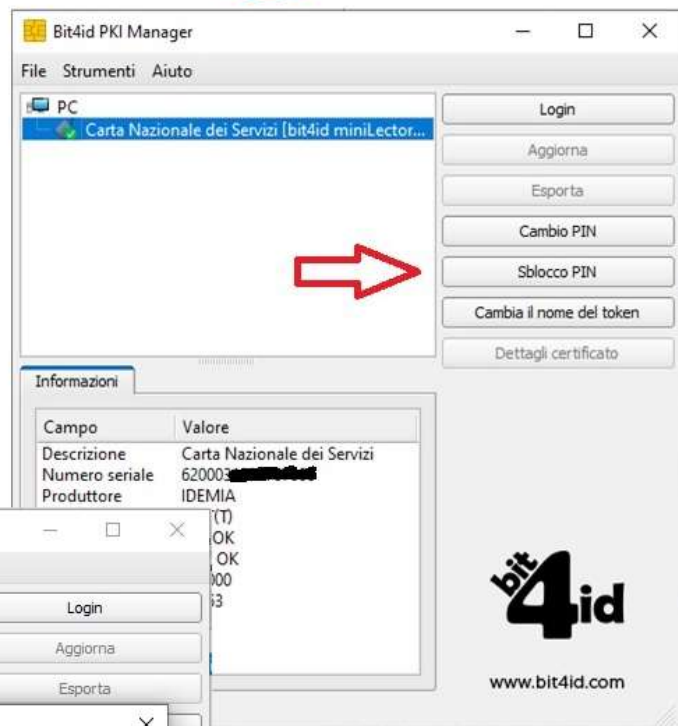 Bit4id PKI Manager
File Strumenti Aiuto
PC
Carta Nazionale dei Servizi [bit4id miniLector...
Login
Aggiorna
Esporta
Cambio PIN
Sblocco PIN
Cambia il nome del token
Dettagli certificato
Informazioni
Campo Valore
Descrizione Carta Nazionale dei Servizi
Numero seriale 620003
Produttore IDEMIA
(T)
OK
OK
Login
Aggiorna
Esporta
bit4id
www.bit4id.com